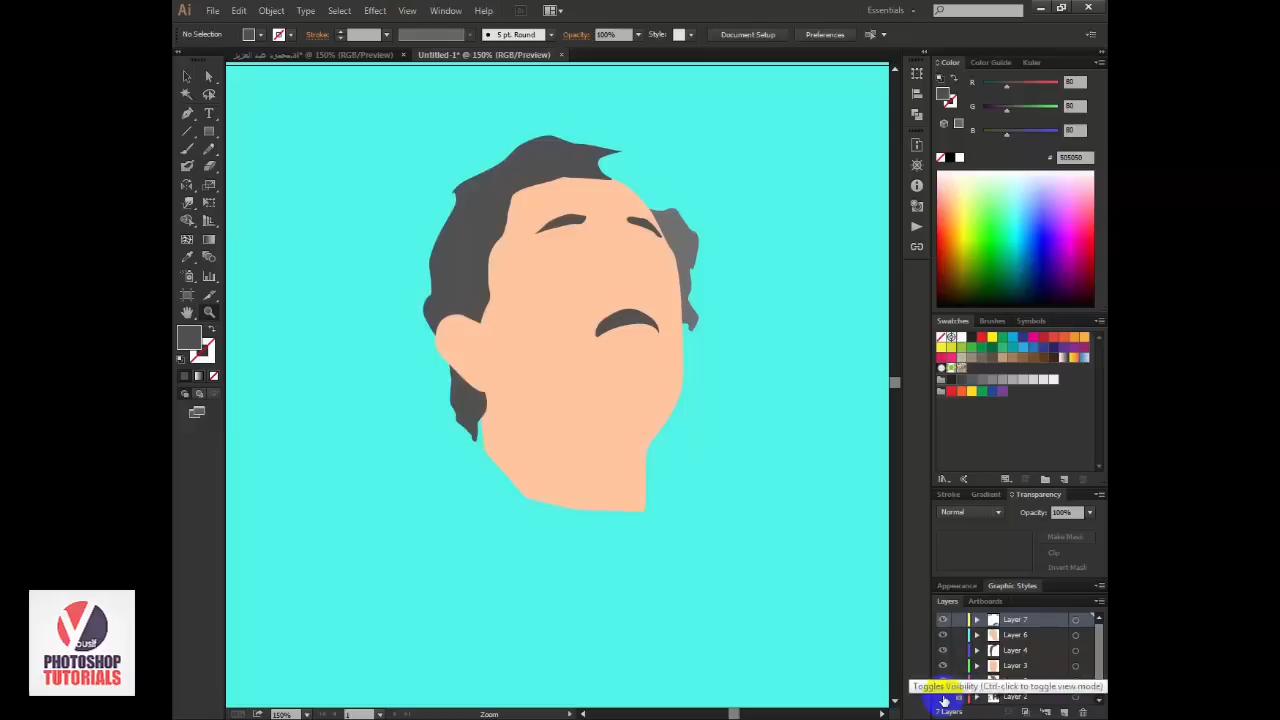 Ai File Edit Object Type Select Effect View Window Help Essentials
No Selection Stroke: 5 pt. Round Opacity: 100% Style: Document Setup Preferences
Untitled-1* @ 150% (RGB/Preview)
Color Color Guide Kuler
R 80
G 80
B 80
# 505050
Swatches Brushes Symbols
Stroke Gradient Transparency
Normal Opacity: 100%
Make Mask
Clip
Invert Mask
Appearance Graphic Styles
Layers Artboards
Layer 7
Layer 6
Layer 4
Layer 3
Toggles Visibility (Ctrl-click to toggle view mode)
Layer 2
7 Layers
150% 1 Zoom
Yousif
PHOTOSHOP
TUTORIALS